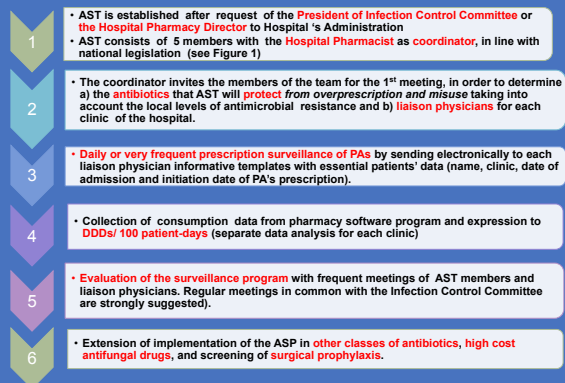 1
• AST is established after request of the President of Infection Control Committee or
the Hospital Pharmacy Director to Hospital 's Administration
• AST consists of 5 members with the Hospital Pharmacist as coordinator, in line with
national legislation (see Figure 1)
2
• The coordinator invites the members of the team for the 1st meeting, in order to determine
a) the antibiotics that AST will protect from overprescription and misuse taking into
account the local levels of antimicrobial resistance and b) liaison physicians for each
clinic of the hospital.
3
• Daily or very frequent prescription surveillance of PAs by sending electronically to each
liaison physician informative templates with essential patients' data (name, clinic, date of
admission and initiation date of PA's prescription).
4
• Collection of consumption data from pharmacy software program and expression to
DDDs/ 100 patient-days (separate data analysis for each clinic)
5
• Evaluation of the surveillance program with frequent meetings of AST members and
liaison physicians. Regular meetings in common with the Infection Control Committee
are strongly suggested).
6
• Extension of implementation of the ASP in other classes of antibiotics, high cost
antifungal drugs, and screening of surgical prophylaxis.